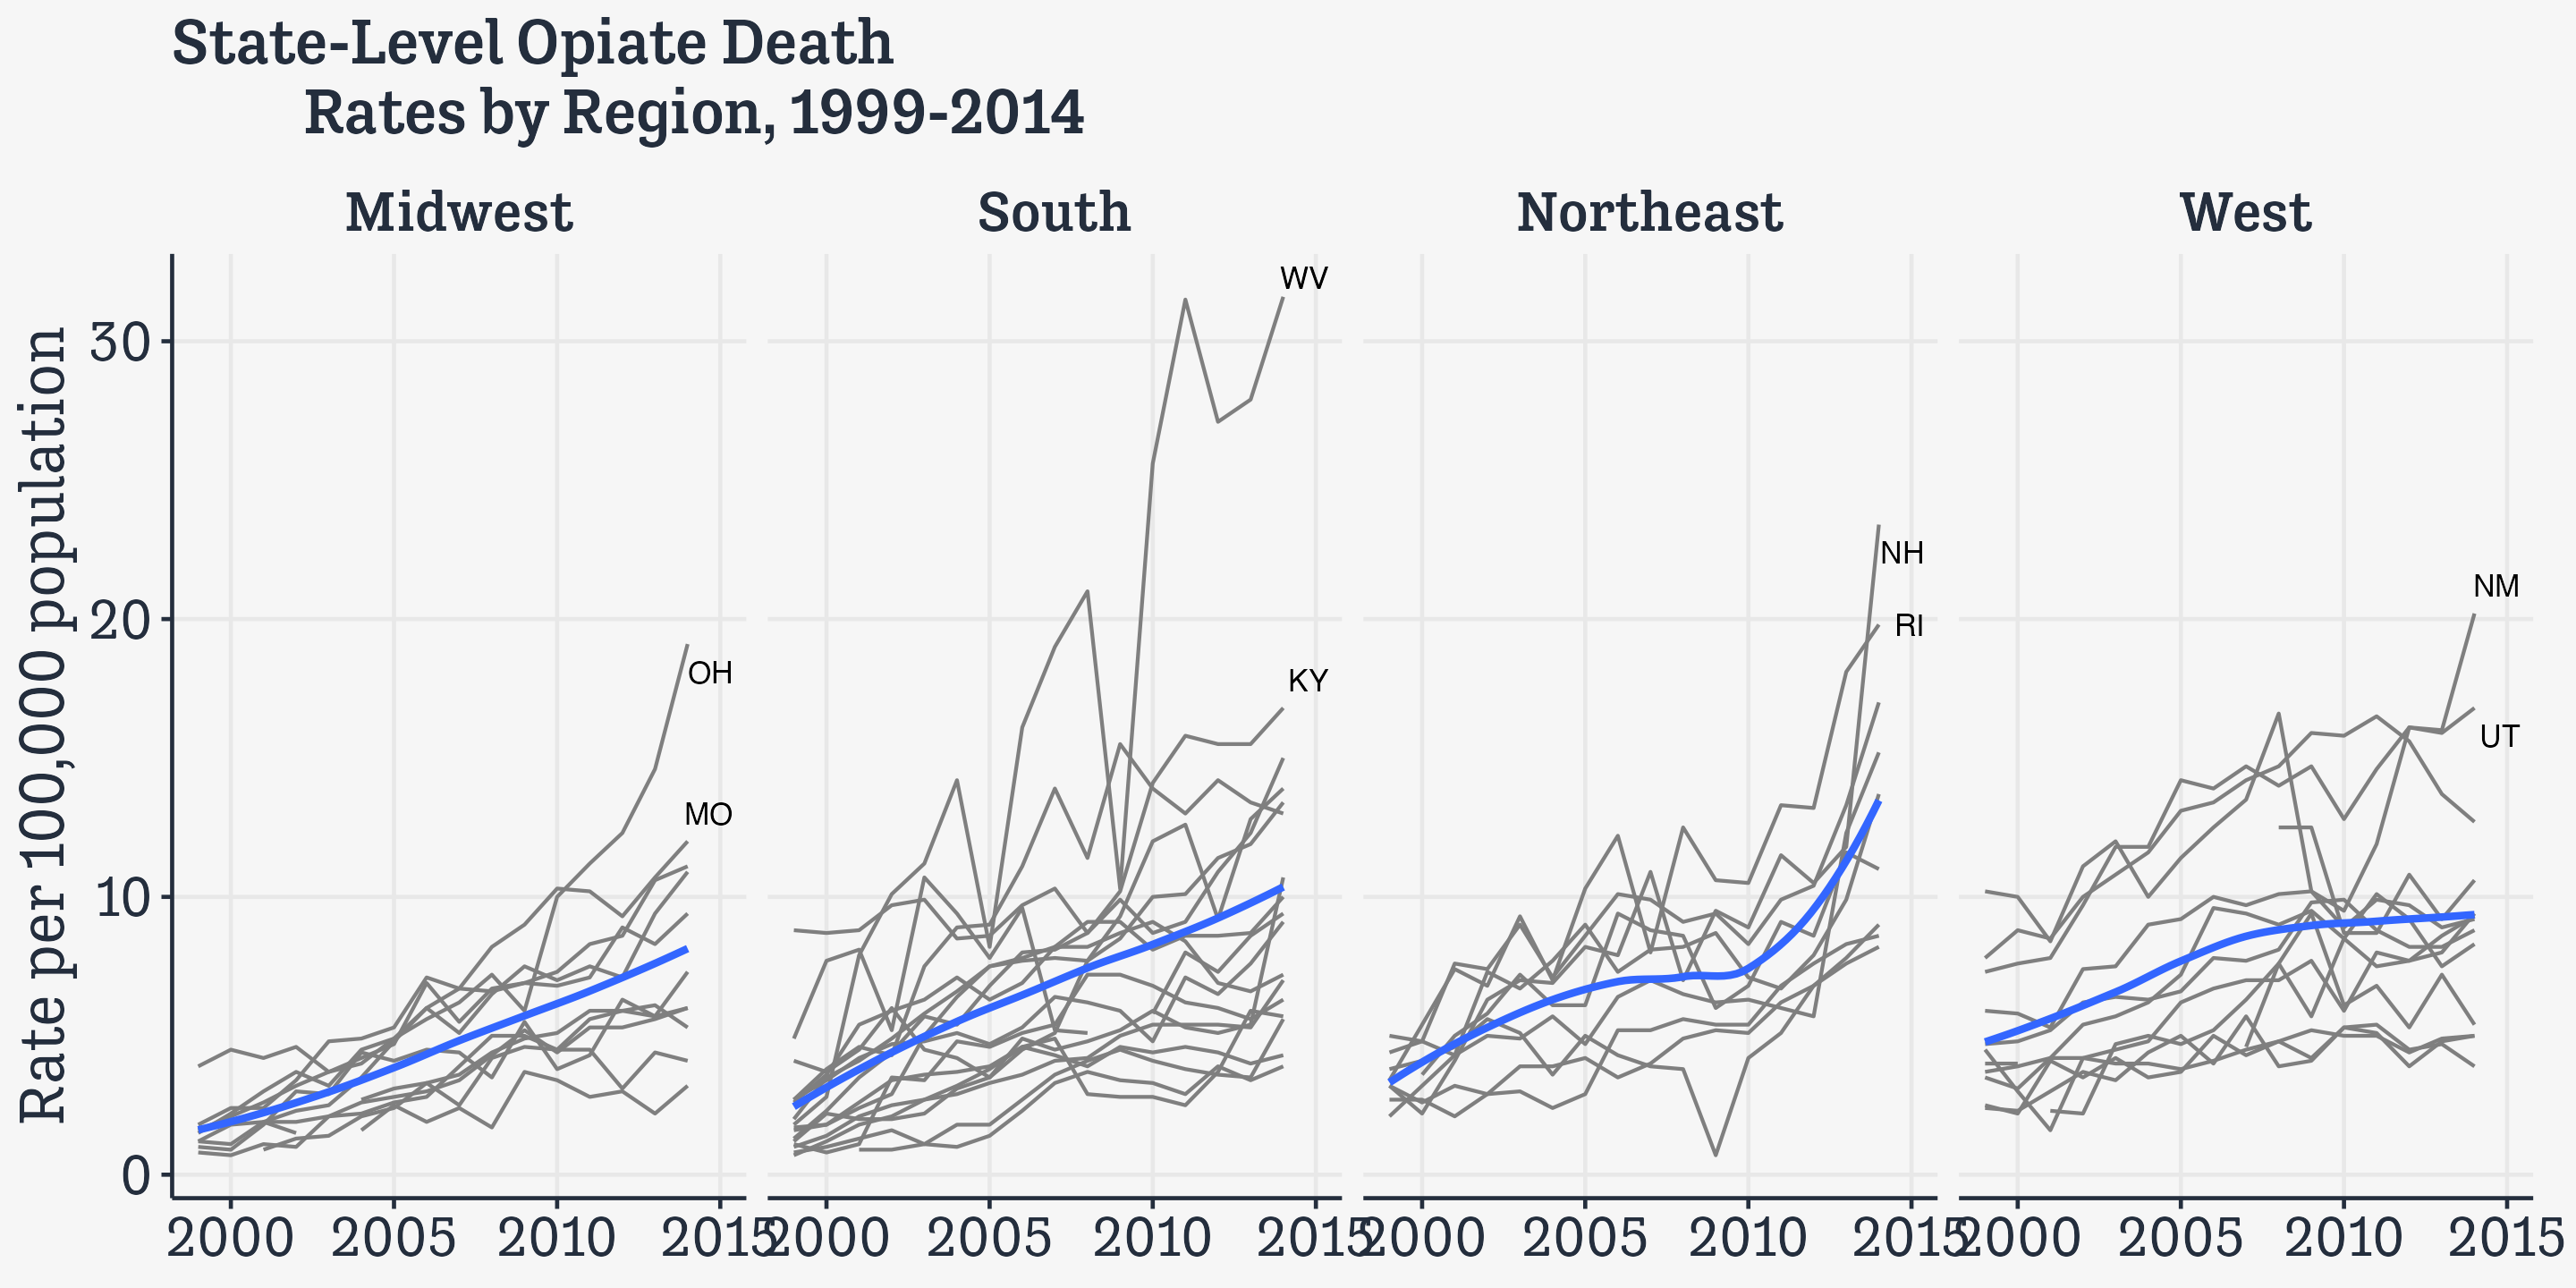 State-Level Opiate Death
Rates by Region, 1999-2014
Midwest
South
Northeast
West
Rate per 100,000 population
30
20
10
0
OH
MO
WV
KY
NH
RI
NM
UT
2000 2005 2010 2015
2000 2005 2010 2015
2000 2005 2010 2015
2000 2005 2010 2015